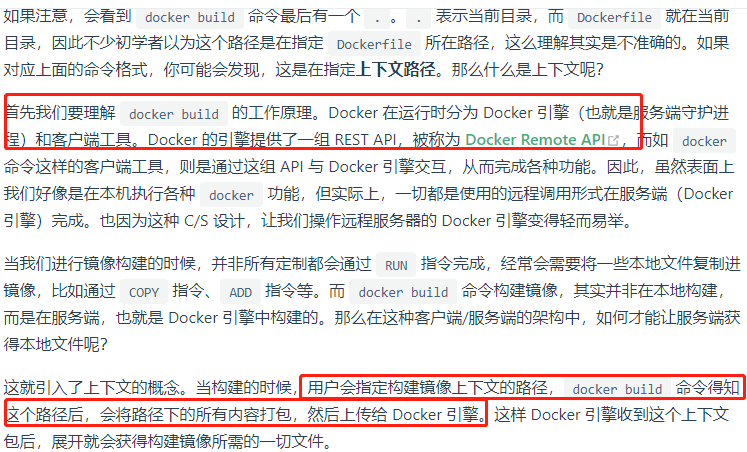 如果注意，会看到 docker build 命令最后有一个 . 。 . 表示当前目录，而 Dockerfile 就在当前
目录，因此不少初学者以为这个路径是在指定 Dockerfile 所在路径，这么理解其实是不准确的。如果
对应上面的命令格式，你可能会发现，这是在指定上下文路径。那么什么是上下文呢？
首先我们要理解 docker build 的工作原理。Docker 在运行时分为 Docker 引擎（也就是服务端守护进
程）和客户端工具。Docker 的引擎提供了一组 REST API，被称为 Docker Remote API，而如 docker
命令这样的客户端工具，则是通过这组 API 与 Docker 引擎交互，从而完成各种功能。因此，虽然表面上
我们好像是在本机执行各种 docker 功能，但实际上，一切都是使用的远程调用形式在服务端（Docker
引擎）完成。也因为这种 C/S 设计，让我们操作远程服务器的 Docker 引擎变得轻而易举。
当我们进行镜像构建的时候，并非所有定制都会通过 RUN 指令完成，经常会需要将一些本地文件复制进
镜像，比如通过 COPY 指令、 ADD 指令等。而 docker build 命令构建镜像，其实并非在本地构建，
而是在服务端，也就是 Docker 引擎中构建的。那么在这种客户端/服务端的架构中，如何才能让服务端获
得本地文件呢？
这就引入了上下文的概念。当构建的时候，用户会指定构建镜像上下文的路径， docker build 命令得知
这个路径后，会将路径下的所有内容打包，然后上传给 Docker 引擎。这样 Docker 引擎收到这个上下文
包后，展开就会获得构建镜像所需的一切文件。